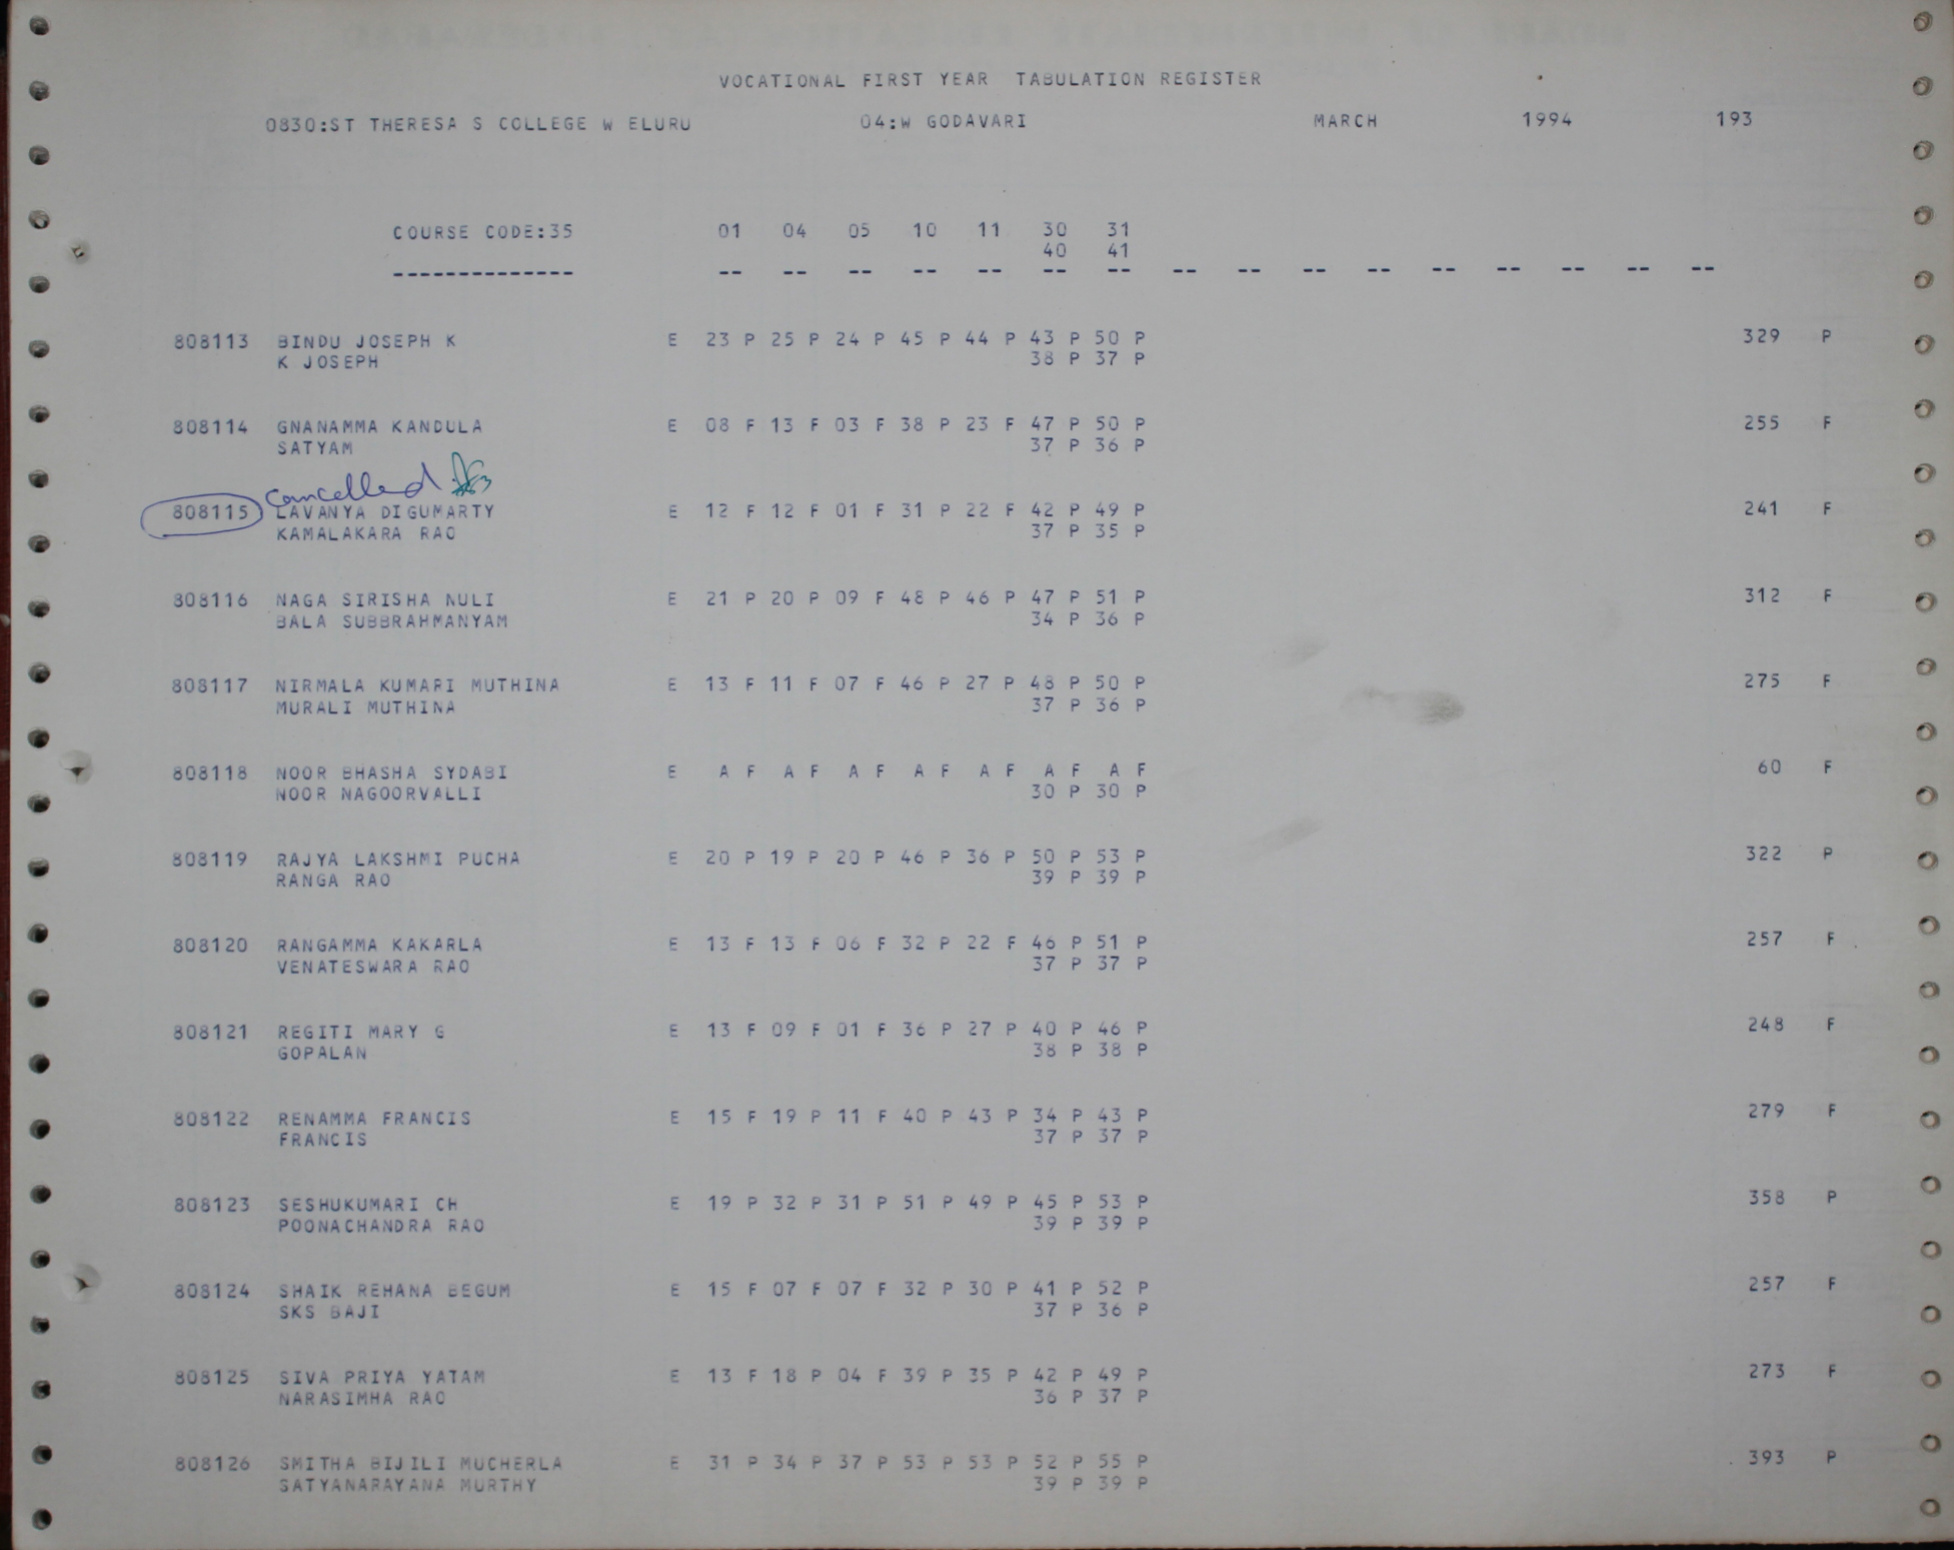 VOCATIONAL FIRST YEAR TABULATION REGISTER
0830:ST THERESA S COLLEGE W ELURU 04:W GODAVARI MARCH 1994 193
COURSE CODE:35 01 04 05 10 11 30 31
40 41
-------------- -- -- -- -- -- -- -- -- -- -- -- -- -- -- -- --
808113 BINDU JOSEPH K E 23 P 25 P 24 P 45 P 44 P 43 P 50 P 329 P
K JOSEPH 38 P 37 P
808114 GNANAMMA KANDULA E 08 F 13 F 03 F 38 P 23 F 47 P 50 P 255 F
SATYAM 37 P 36 P
Cancelled
808115 LAVANYA DIGUMARTY E 12 F 12 F 01 F 31 P 22 F 42 P 49 P 241 F
KAMALAKARA RAO 37 P 35 P
808116 NAGA SIRISHA NULI E 21 P 20 P 09 F 48 P 46 P 47 P 51 P 312 F
BALA SUBBRAHMANYAM 34 P 36 P
808117 NIRMALA KUMARI MUTHINA E 13 F 11 F 07 F 46 P 27 P 48 P 50 P 275 F
MURALI MUTHINA 37 P 36 P
808118 NOOR BHASHA SYDABI E A F A F A F A F A F A F A F 60 F
NOOR NAGOORVALLI 30 P 30 P
808119 RAJYA LAKSHMI PUCHA E 20 P 19 P 20 P 46 P 36 P 50 P 53 P 322 P
RANGA RAO 39 P 39 P
808120 RANGAMMA KAKARLA E 13 F 13 F 06 F 32 P 22 F 46 P 51 P 257 F
VENATESWARA RAO 37 P 37 P
808121 REGITI MARY G E 13 F 09 F 01 F 36 P 27 P 40 P 46 P 248 F
GOPALAN 38 P 38 P
808122 RENAMMA FRANCIS E 15 F 19 P 11 F 40 P 43 P 34 P 43 P 279 F
FRANCIS 37 P 37 P
808123 SESHUKUMARI CH E 19 P 32 P 31 P 51 P 49 P 45 P 53 P 358 P
POONACHANDRA RAO 39 P 39 P
808124 SHAIK REHANA BEGUM E 15 F 07 F 07 F 32 P 30 P 41 P 52 P 257 F
SKS BAJI 37 P 36 P
808125 SIVA PRIYA YATAM E 13 F 18 P 04 F 39 P 35 P 42 P 49 P 273 F
NARASIMHA RAO 36 P 37 P
808126 SMITHA BIJILI MUCHERLA E 31 P 34 P 37 P 53 P 53 P 52 P 55 P 393 P
SATYANARAYANA MURTHY 39 P 39 P